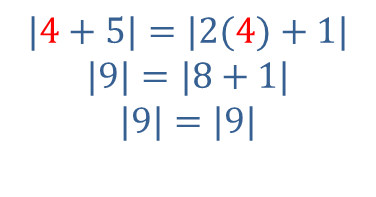 |4 + 5| = |2(4) + 1|
|9| = |8 + 1|
|9| = |9|